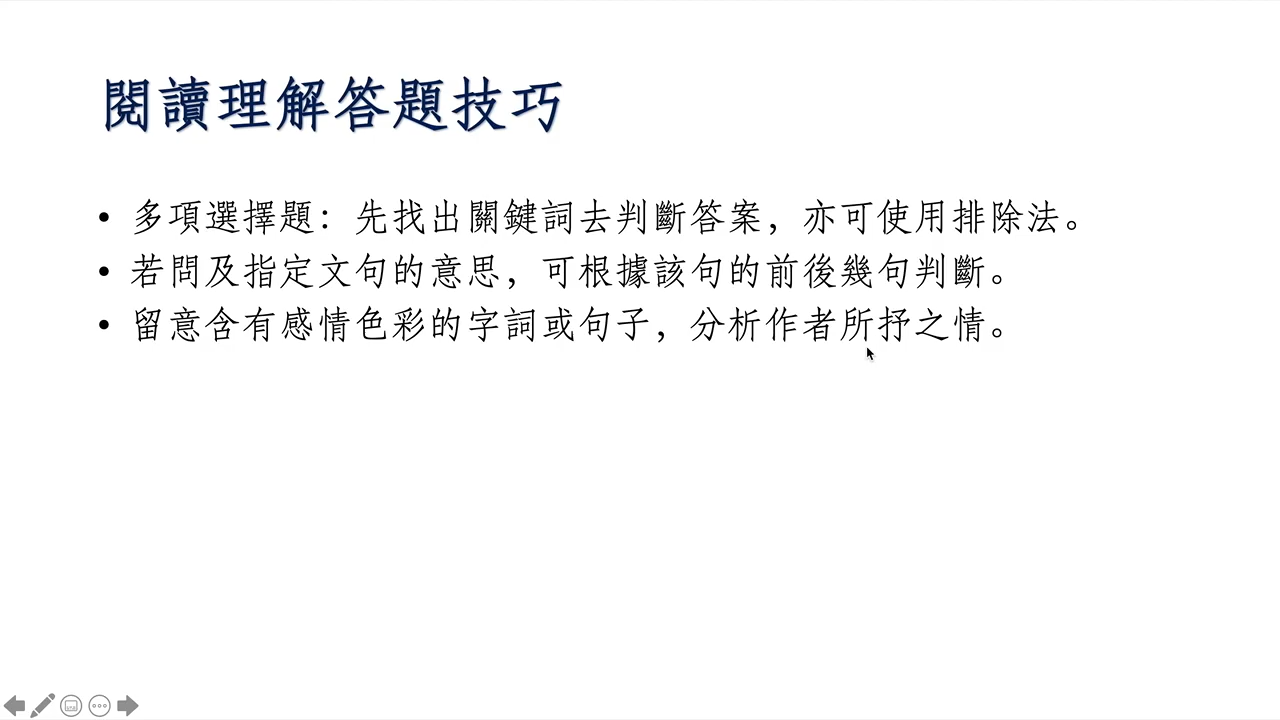 閱讀理解答題技巧
• 多項選擇題：先找出關鍵詞去判斷答案，亦可使用排除法。
• 若問及指定文句的意思，可根據該句的前後幾句判斷。
• 留意含有感情色彩的字詞或句子，分析作者所抒之情。